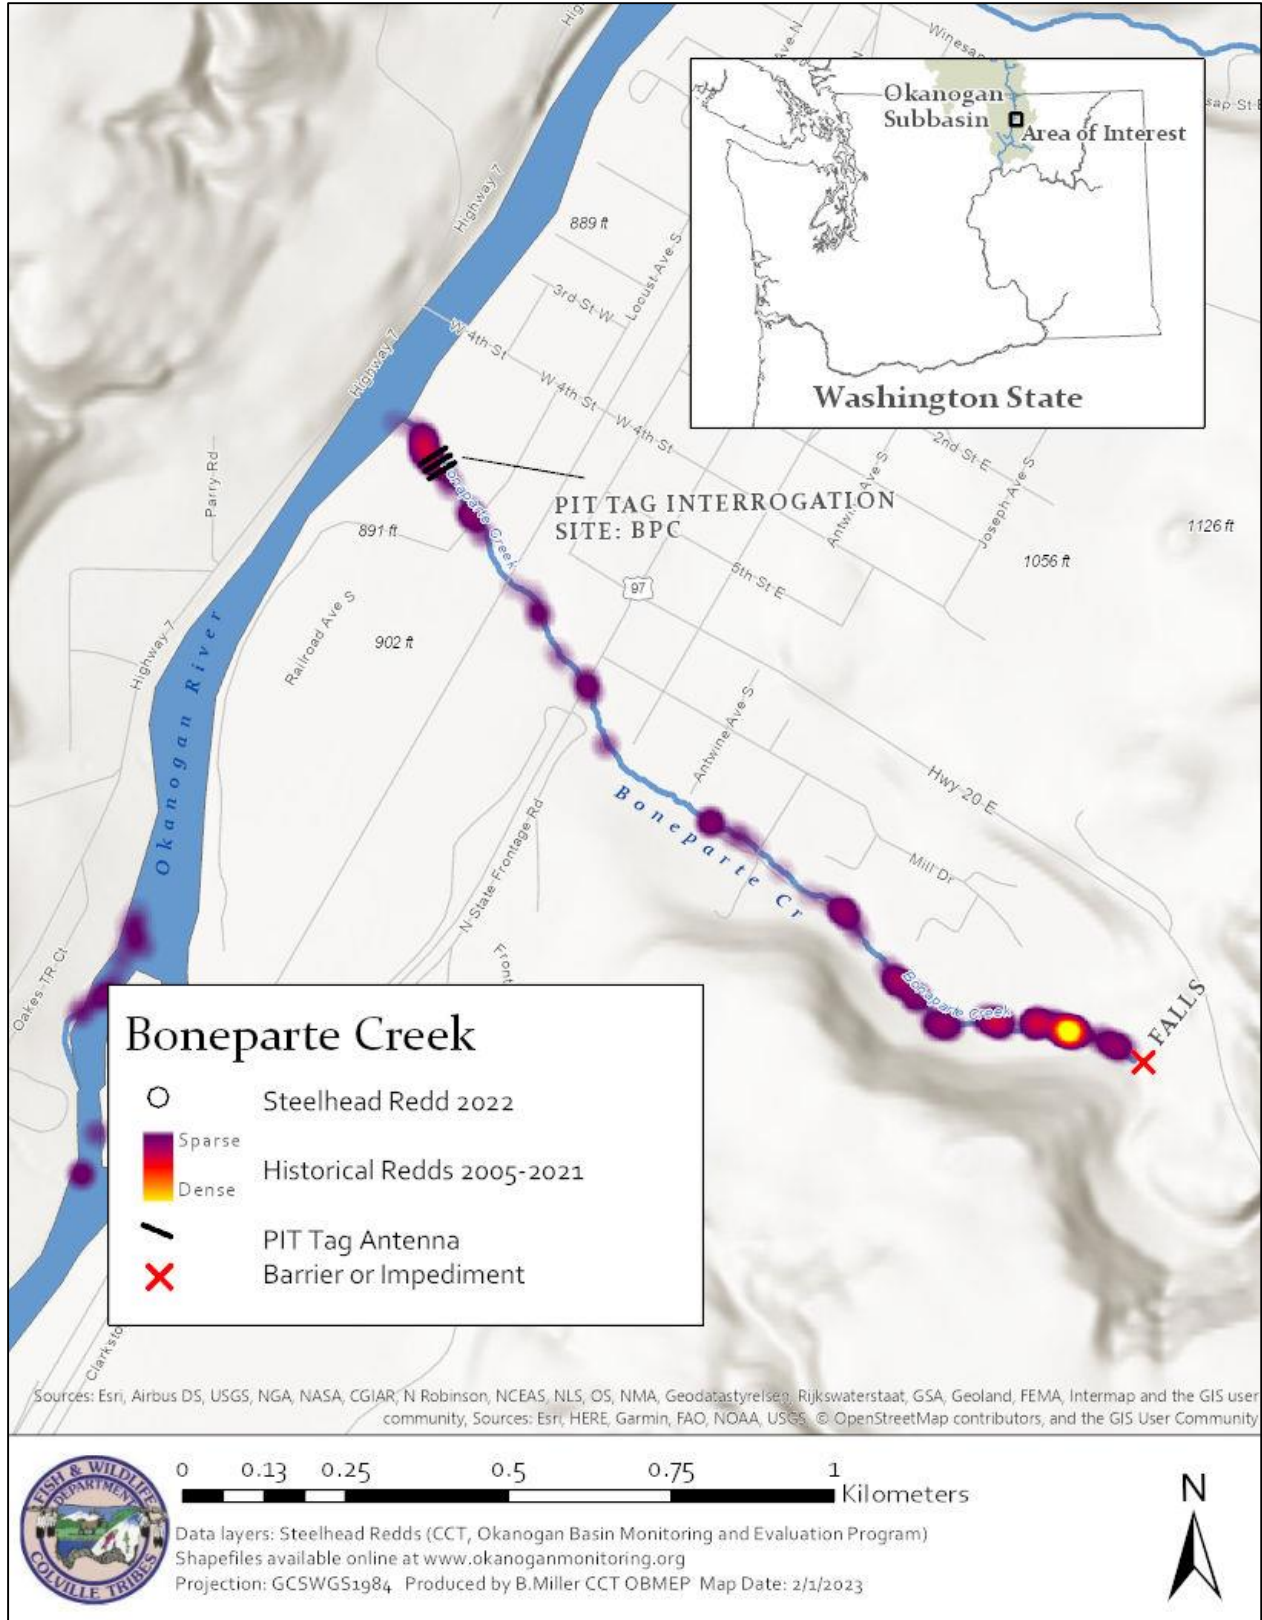 Winesap
sap St E
Ave-N
Highway 7
Highway 7
Highway 7
889 ft
Locust-Ave-S
3rd-St-W
W-4th-St
W-4th-St
W-4th-St
2nd-St-E
Antwine-Ave-S
Joseph-Ave-S
5th-St-E
1126 ft
1056 ft
Okanogan
Subbasin
Area of Interest
Washington State
PIT TAG INTERROGATION
SITE: BPC
Bonaparte Creek
97
Parry-Rd
891 ft
Railroad Ave S
902 ft
Okanogan River
Antwine-Ave-S
Hwy-20-E
Boneparte Cr
Mill Dr
N-State-Frontage-Rd
Front
Bonaparte Creek
FALLS
Oakes-TR-Ct
Boneparte Creek
Steelhead Redd 2022
Sparse
Historical Redds 2005-2021
Dense
PIT Tag Antenna
Barrier or Impediment
Clarksto
Sources: Esri, Airbus DS, USGS, NGA, NASA, CGIAR, N Robinson, NCEAS, NLS, OS, NMA, Geodatastyrelsen, Rijkswaterstaat, GSA, Geoland, FEMA, Intermap and the GIS user
community, Sources: Esri, HERE, Garmin, FAO, NOAA, USGS, © OpenStreetMap contributors, and the GIS User Community
FISH & WILDLIFE
DEPARTMENT
COLVILLE TRIBES
0 0.13 0.25 0.5 0.75 1
Kilometers
N
Data layers: Steelhead Redds (CCT, Okanogan Basin Monitoring and Evaluation Program)
Shapefiles available online at www.okanoganmonitoring.org
Projection: GCSWGS1984 Produced by B.Miller CCT OBMEP Map Date: 2/1/2023